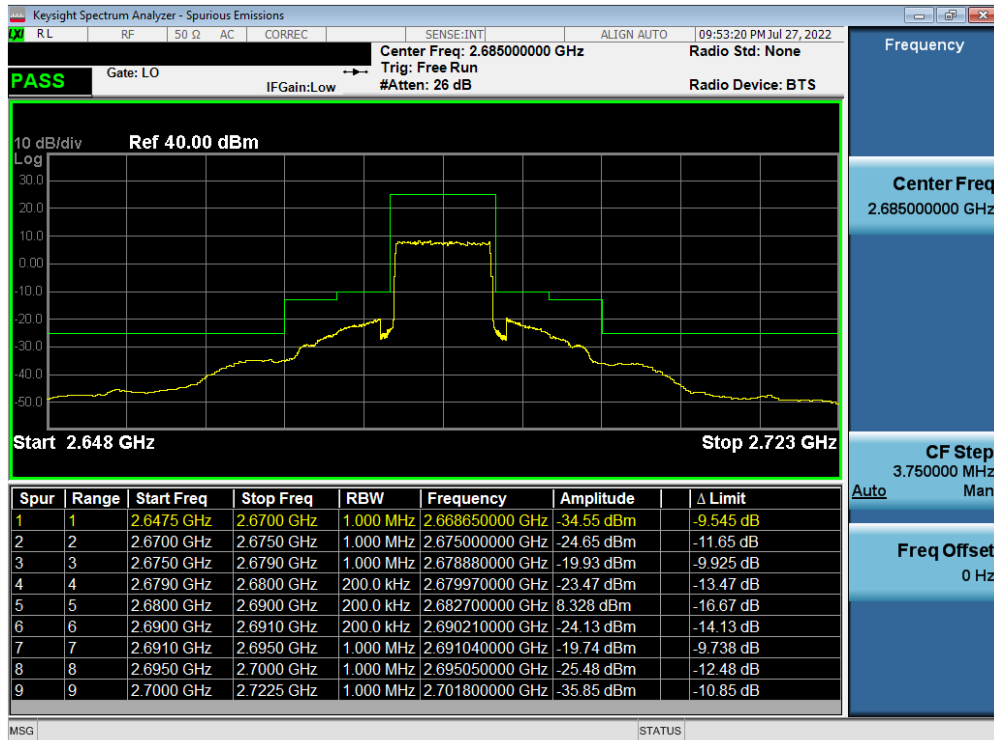 Keysight Spectrum Analyzer - Spurious Emissions
LXI RL RF 50 Ω AC CORREC SENSE:INT ALIGN AUTO 09:53:20 PM Jul 27, 2022
Center Freq: 2.685000000 GHz Radio Std: None
PASS Gate: LO Trig: Free Run
IFGain:Low #Atten: 26 dB Radio Device: BTS
Frequency
10 dB/div Ref 40.00 dBm
Log
30.0
20.0
10.0
0.00
-10.0
-20.0
-30.0
-40.0
-50.0
Start 2.648 GHz Stop 2.723 GHz
Center Freq
2.685000000 GHz
CF Step
3.750000 MHz
Auto Man
Freq Offset
0 Hz
Spur Range Start Freq Stop Freq RBW Frequency Amplitude Δ Limit
1 1 2.6475 GHz 2.6700 GHz 1.000 MHz 2.668650000 GHz -34.55 dBm -9.545 dB
2 2 2.6700 GHz 2.6750 GHz 1.000 MHz 2.675000000 GHz -24.65 dBm -11.65 dB
3 3 2.6750 GHz 2.6790 GHz 1.000 MHz 2.678880000 GHz -19.93 dBm -9.925 dB
4 4 2.6790 GHz 2.6800 GHz 200.0 kHz 2.679970000 GHz -23.47 dBm -13.47 dB
5 5 2.6800 GHz 2.6900 GHz 200.0 kHz 2.682700000 GHz 8.328 dBm -16.67 dB
6 6 2.6900 GHz 2.6910 GHz 200.0 kHz 2.690210000 GHz -24.13 dBm -14.13 dB
7 7 2.6910 GHz 2.6950 GHz 1.000 MHz 2.691040000 GHz -19.74 dBm -9.738 dB
8 8 2.6950 GHz 2.7000 GHz 1.000 MHz 2.695050000 GHz -25.48 dBm -12.48 dB
9 9 2.7000 GHz 2.7225 GHz 1.000 MHz 2.701800000 GHz -35.85 dBm -10.85 dB
MSG STATUS